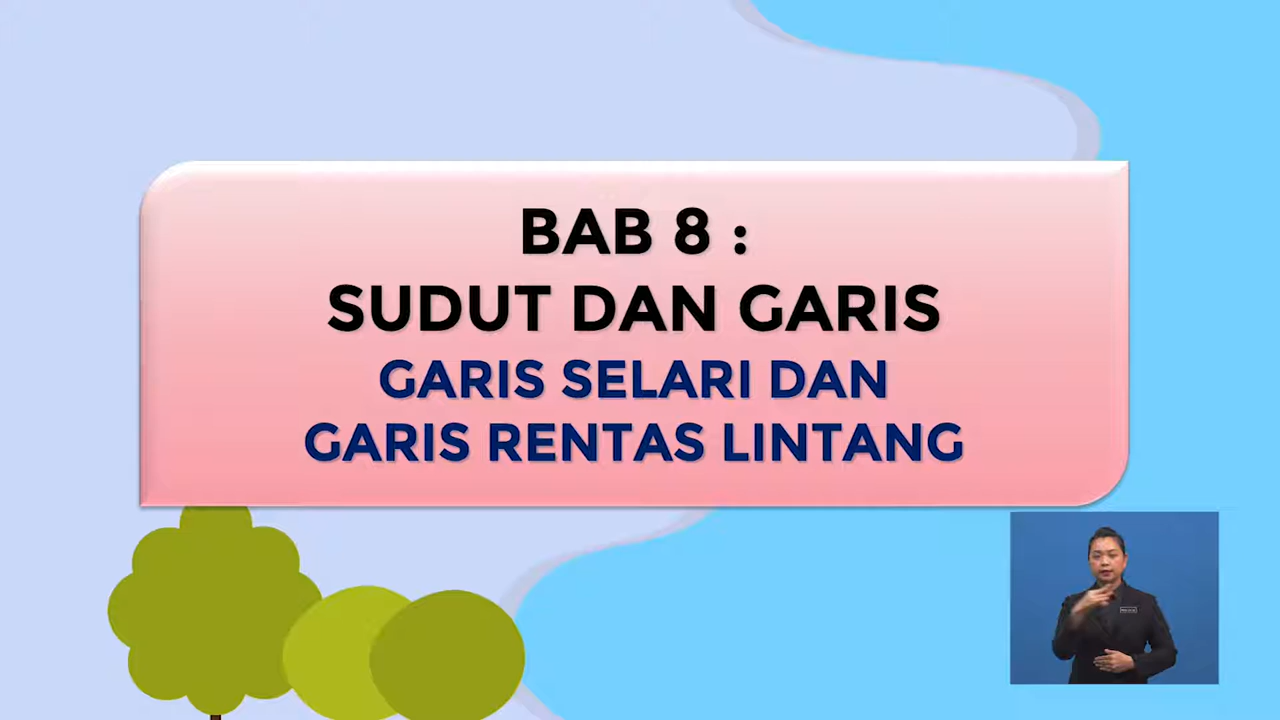 BAB 8 :
SUDUT DAN GARIS
GARIS SELARI DAN
GARIS RENTAS LINTANG